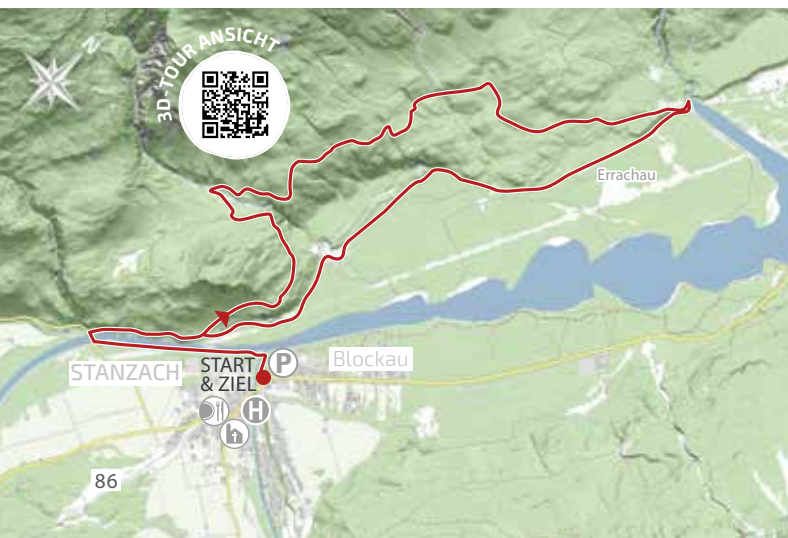 N
3D-TOUR ANSICHT
Errachau
STANZACH
START
& ZIEL
P
Blockau
H
86